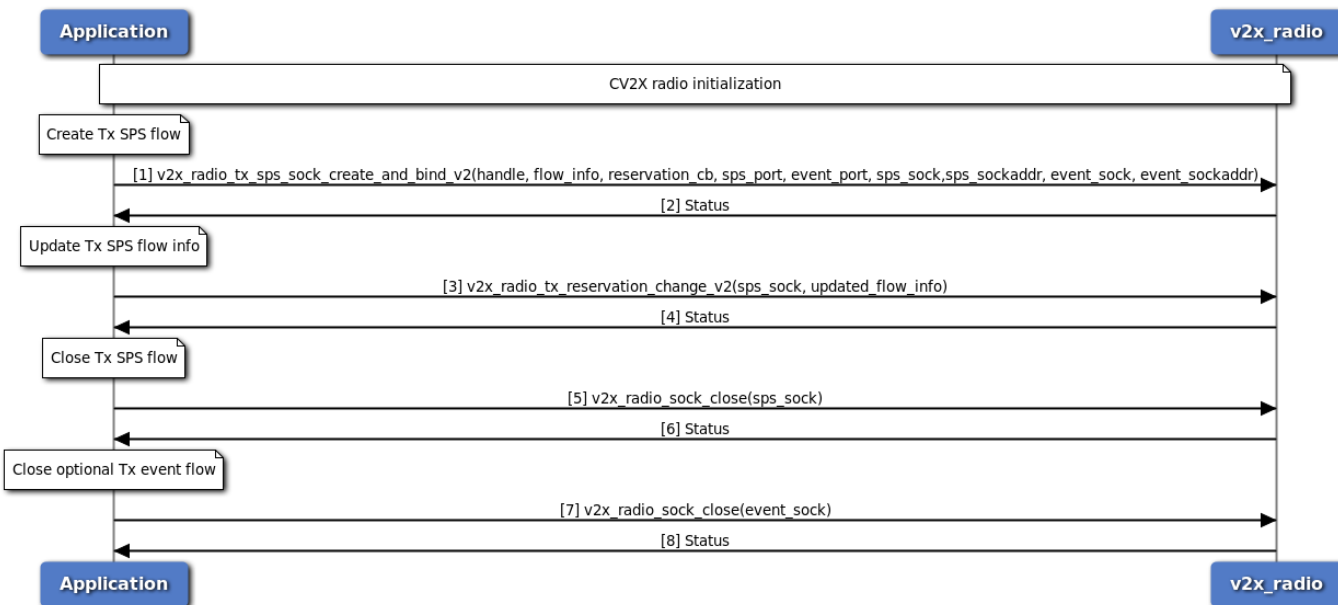 Application
v2x_radio
CV2X radio initialization
Create Tx SPS flow
[1] v2x_radio_tx_sps_sock_create_and_bind_v2(handle, flow_info, reservation_cb, sps_port, event_port, sps_sock,sps_sockaddr, event_sock, event_sockaddr)
[2] Status
Update Tx SPS flow info
[3] v2x_radio_tx_reservation_change_v2(sps_sock, updated_flow_info)
[4] Status
Close Tx SPS flow
[5] v2x_radio_sock_close(sps_sock)
[6] Status
Close optional Tx event flow
[7] v2x_radio_sock_close(event_sock)
[8] Status
Application
v2x_radio